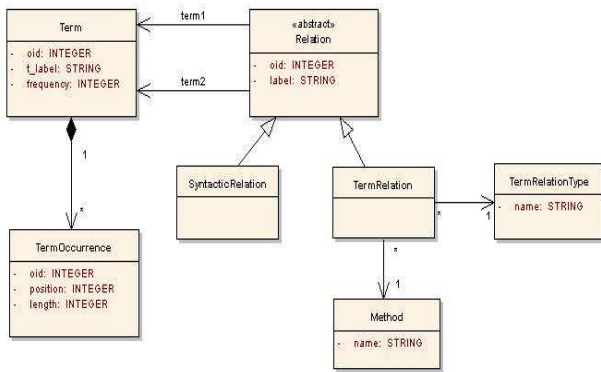 Term
- oid: INTEGER
- t_label: STRING
- frequency: INTEGER
term1
term2
«abstract»
Relation
- oid: INTEGER
- label: STRING
1
*
SyntacticRelation
TermRelation
*
1
TermRelationType
- name: STRING
TermOccurrence
- oid: INTEGER
- position: INTEGER
- length: INTEGER
*
1
Method
- name: STRING